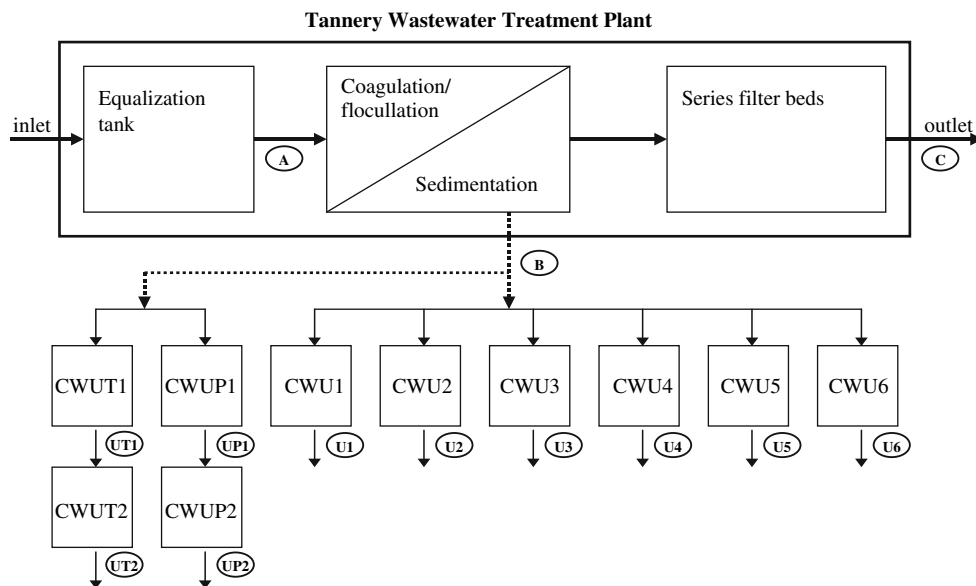 Tannery Wastewater Treatment Plant
Equalization
tank
Coagulation/
flocullation
Sedimentation
Series filter beds
inlet
outlet
A
C
B
CWUT1
CWUP1
CWU1
CWU2
CWU3
CWU4
CWU5
CWU6
UT1
UP1
U1
U2
U3
U4
U5
U6
CWUT2
CWUP2
UT2
UP2